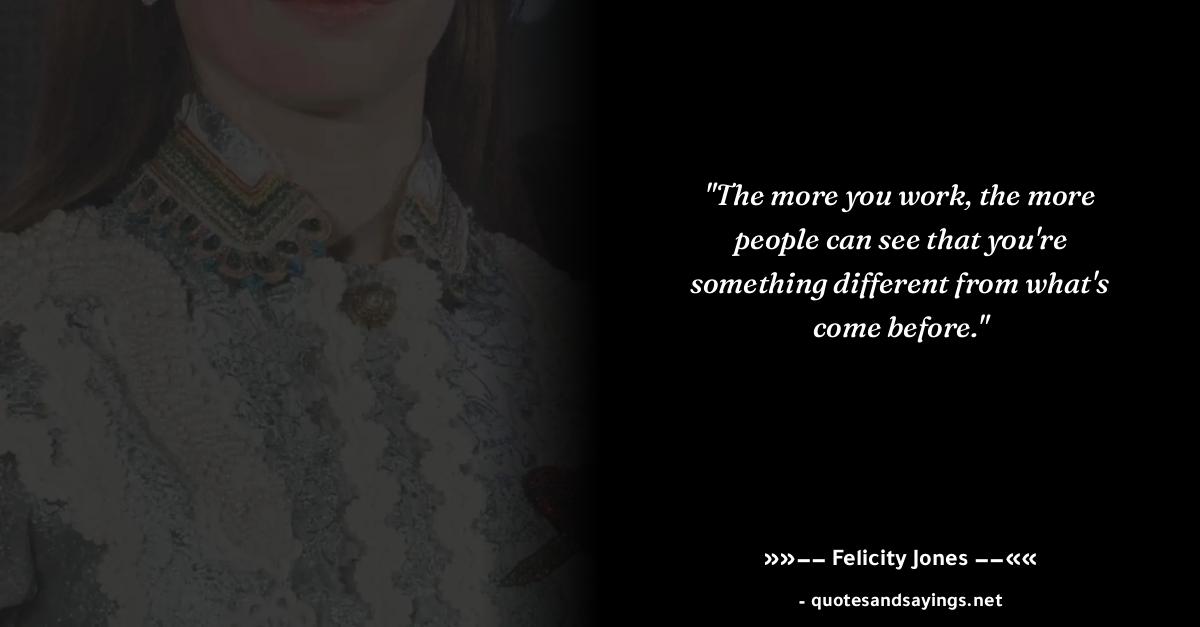 "The more you work, the more
people can see that you're
something different from what's
come before."
»»−− Felicity Jones −−««
- quotesandsayings.net